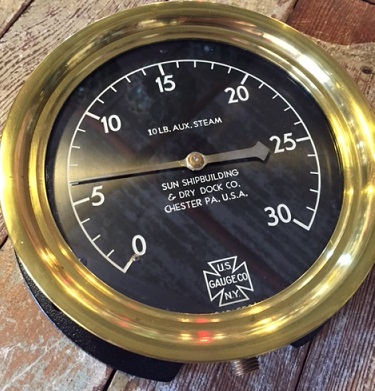 15
20
10
10 LB. AUX. STEAM
25
SUN SHIPBUILDING
& DRY DOCK CO.
CHESTER PA. U.S.A.
5
30
0
U.S.
GAUGE CO
N.Y.